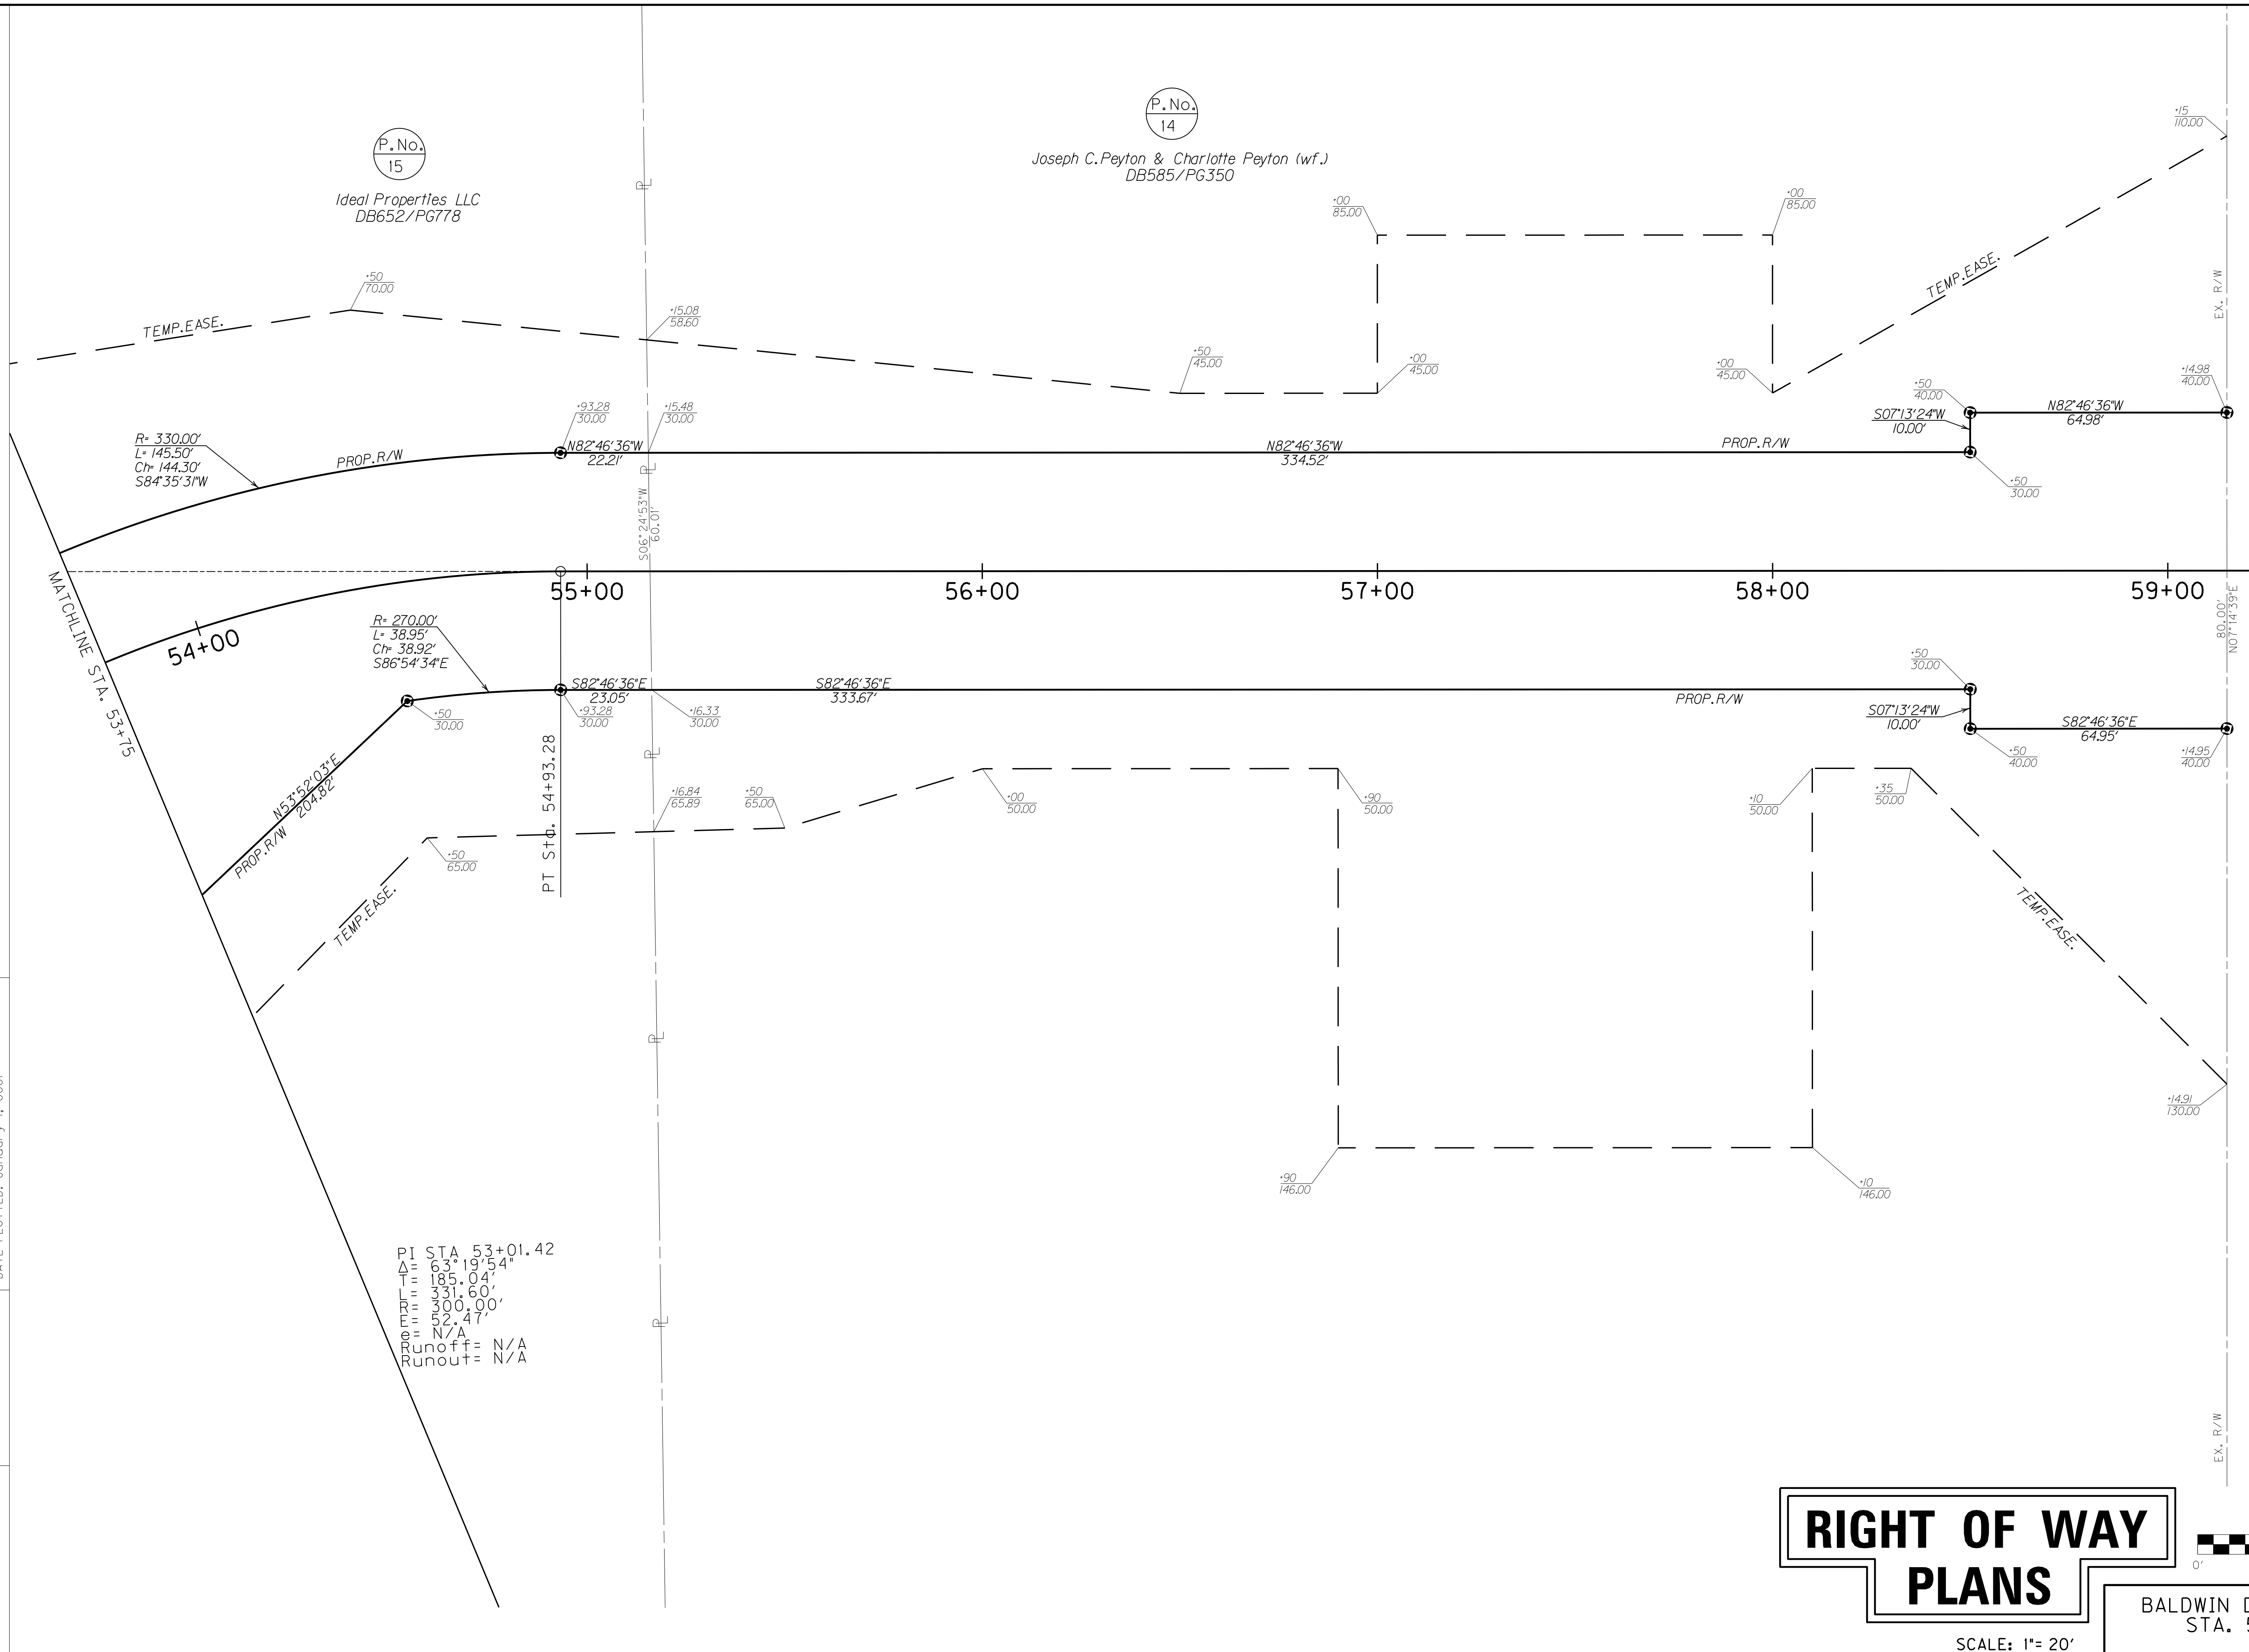 P.No.
15
Ideal Properties LLC
DB652/PG778
P.No.
14
Joseph C.Peyton & Charlotte Peyton (wf.)
DB585/PG350
+15
110.00
+00
85.00
+00
85.00
TEMP.EASE.
EX. R/W
+50
70.00
TEMP.EASE.
+15.08
58.60
+50
45.00
+00
45.00
+00
45.00
+50
40.00
+14.98
40.00
R= 330.00'
L= 145.50'
Ch= 144.30'
S84°35'31"W
PROP.R/W
+93.28
30.00
+15.48
30.00
N82°46'36"W
22.21'
N82°46'36"W
334.52'
PROP.R/W
S07°13'24"W
10.00'
N82°46'36"W
64.98'
+50
30.00
PL
PL
S06°24'53"W
60.01'
MATCHLINE STA. 53+75
54+00
55+00
56+00
57+00
58+00
59+00
80.00'
N07°14'39"E
R= 270.00'
L= 38.95'
Ch= 38.92'
S86°54'34"E
+50
30.00
S82°46'36"E
23.05'
+93.28
30.00
+16.33
30.00
S82°46'36"E
333.67'
PROP.R/W
+50
30.00
S07°13'24"W
10.00'
S82°46'36"E
64.95'
+50
40.00
+14.95
40.00
N53°52'03"E
204.82'
PROP.R/W
TEMP.EASE.
+50
65.00
PT Sta. 54+93.28
PL
+16.84
65.89
+50
65.00
+00
50.00
+90
50.00
+10
50.00
+35
50.00
TEMP.EASE.
+14.91
130.00
+90
146.00
+10
146.00
PL
PL
PI STA 53+01.42
Δ= 63°19'54"
T= 185.04'
L= 331.60'
R= 300.00'
E= 52.47'
e= N/A
Runoff= N/A
Runout= N/A
EX. R/W
RIGHT OF WAY
PLANS
SCALE: 1"= 20'
0'
BALDWIN
STA.